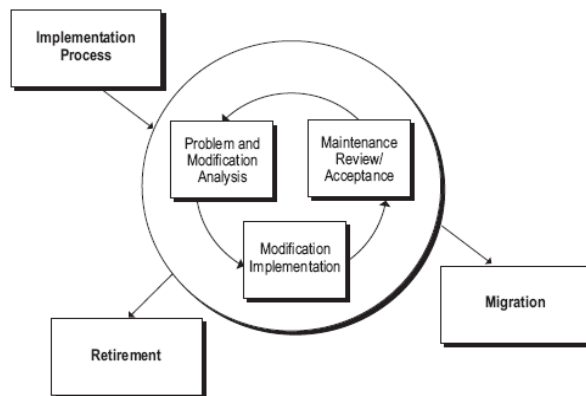 Implementation
Process
Problem and
Modification
Analysis
Maintenance
Review/
Acceptance
Modification
Implementation
Migration
Retirement